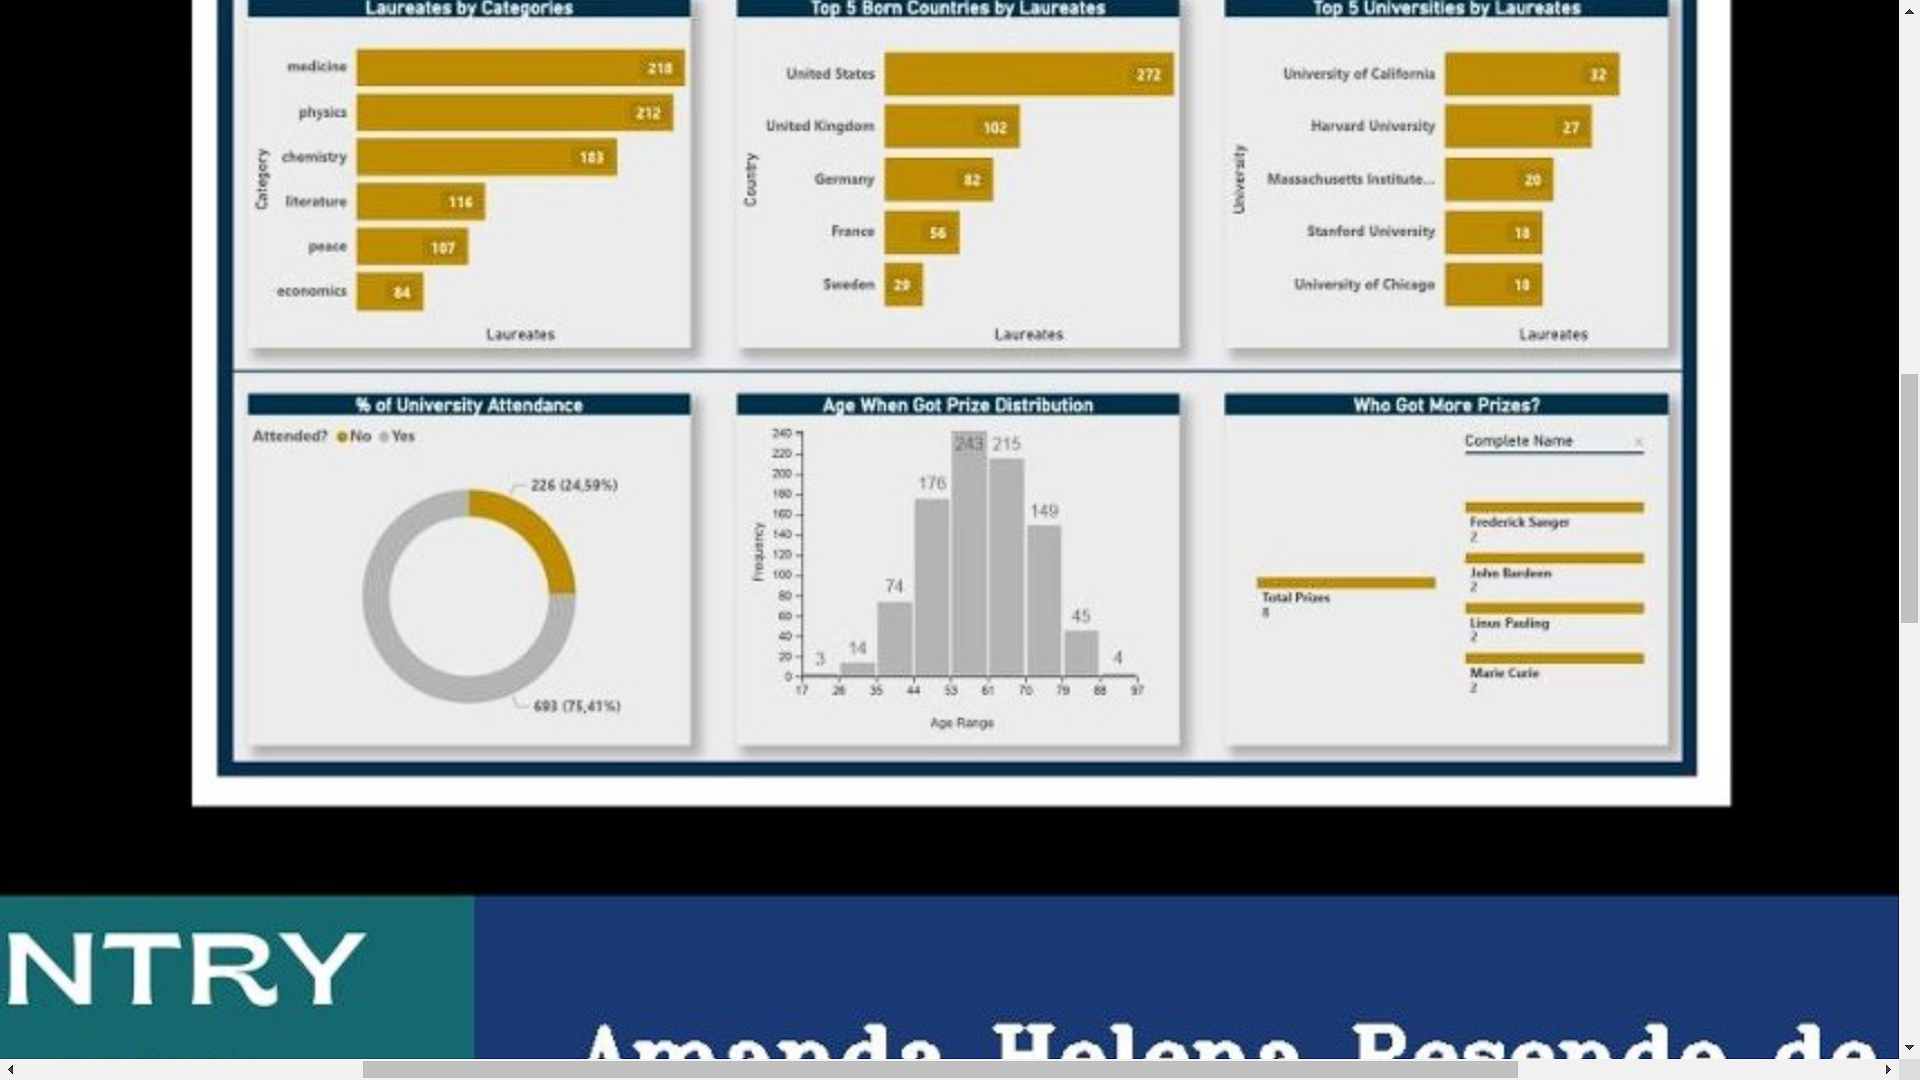 Laureates by Categories
medicine 218
physics 212
chemistry 183
literature 116
peace 107
economics 84
Category
Laureates
Top 5 Born Countries by Laureates
United States 272
United Kingdom 102
Germany 82
France 56
Sweden 29
Country
Laureates
Top 5 Universities by Laureates
University of California 32
Harvard University 27
Massachusetts Institute... 20
Stanford University 18
University of Chicago 18
University
Laureates
% of University Attendance
Attended? No Yes
226 (24,59%)
693 (75,41%)
Age When Got Prize Distribution
240
220
200
180
160
140
120
100
80
60
40
20
0
Frequency
3 14 74 176 243 215 149 45 4
17 26 35 44 53 61 70 79 88 97
Age Range
Who Got More Prizes?
Complete Name
Total Prizes
8
Frederick Sanger
2
John Bardeen
2
Linus Pauling
2
Marie Curie
2
NTRY
Amanda Helena Resende de